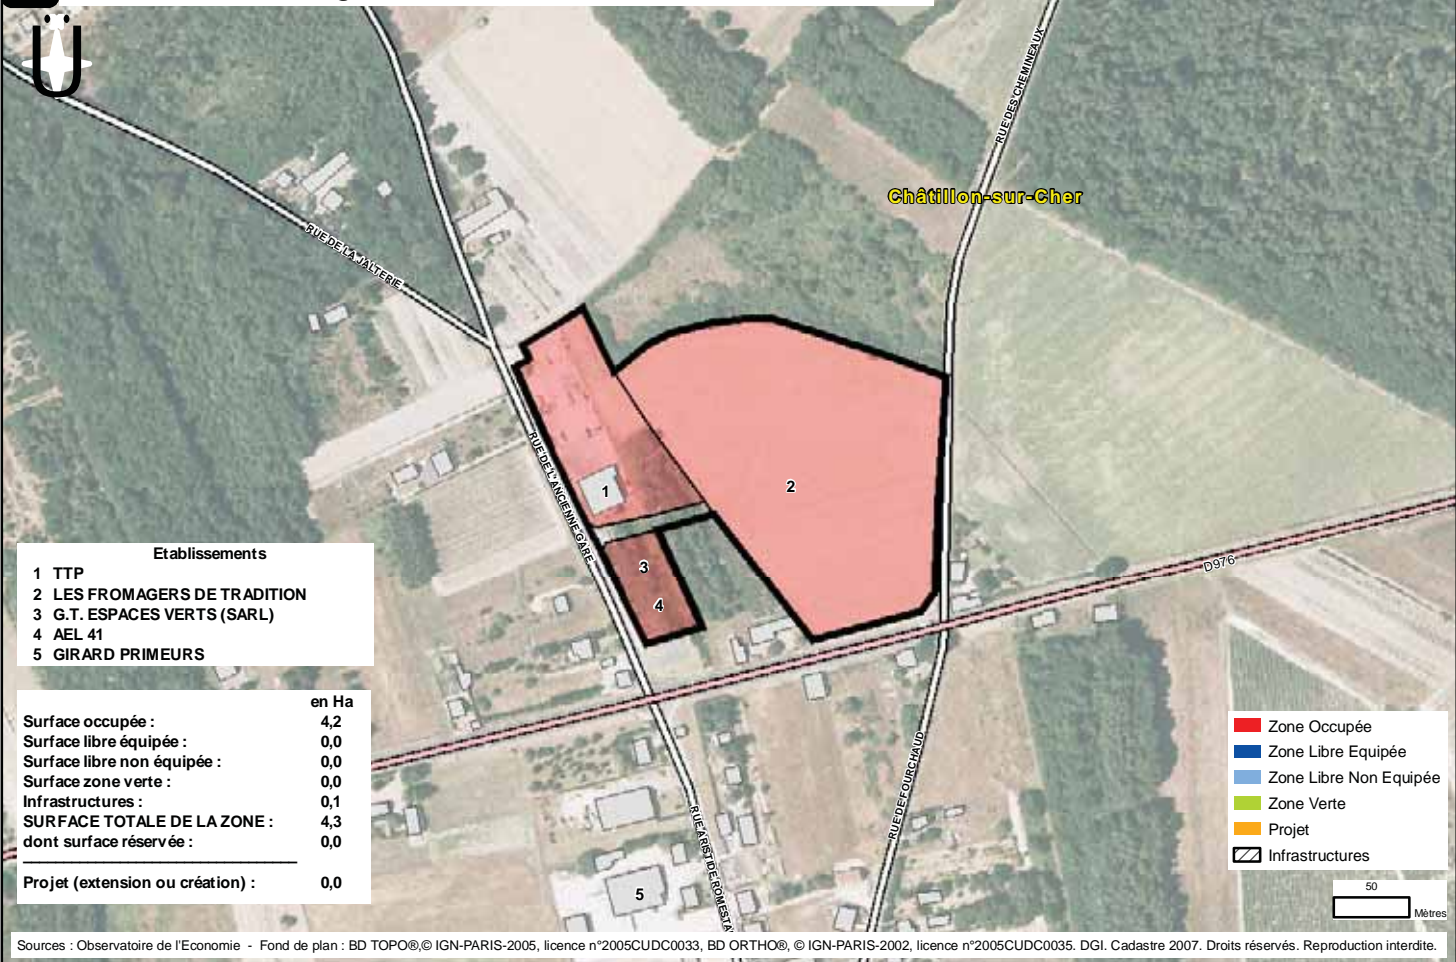 RUE DES CHEMINEAUX
Châtillon-sur-Cher
RUE DE LA JALTERIE
RUE DE L'ANCIENNE GARE
1
2
3
4
D976
Etablissements
1 TTP
2 LES FROMAGERS DE TRADITION
3 G.T. ESPACES VERTS (SARL)
4 AEL 41
5 GIRARD PRIMEURS
en Ha
Surface occupée : 4,2
Surface libre équipée : 0,0
Surface libre non équipée : 0,0
Surface zone verte : 0,0
Infrastructures : 0,1
SURFACE TOTALE DE LA ZONE : 4,3
dont surface réservée : 0,0
Projet (extension ou création) : 0,0
RUE DE FOURCHAUD
RUE ARISTIDE ROMESTA
5
Zone Occupée
Zone Libre Equipée
Zone Libre Non Equipée
Zone Verte
Projet
Infrastructures
50
Mètres
Sources : Observatoire de l'Economie - Fond de plan : BD TOPO®,© IGN-PARIS-2005, licence n°2005CUDC0033, BD ORTHO®, © IGN-PARIS-2002, licence n°2005CUDC0035. DGI. Cadastre 2007. Droits réservés. Reproduction interdite.